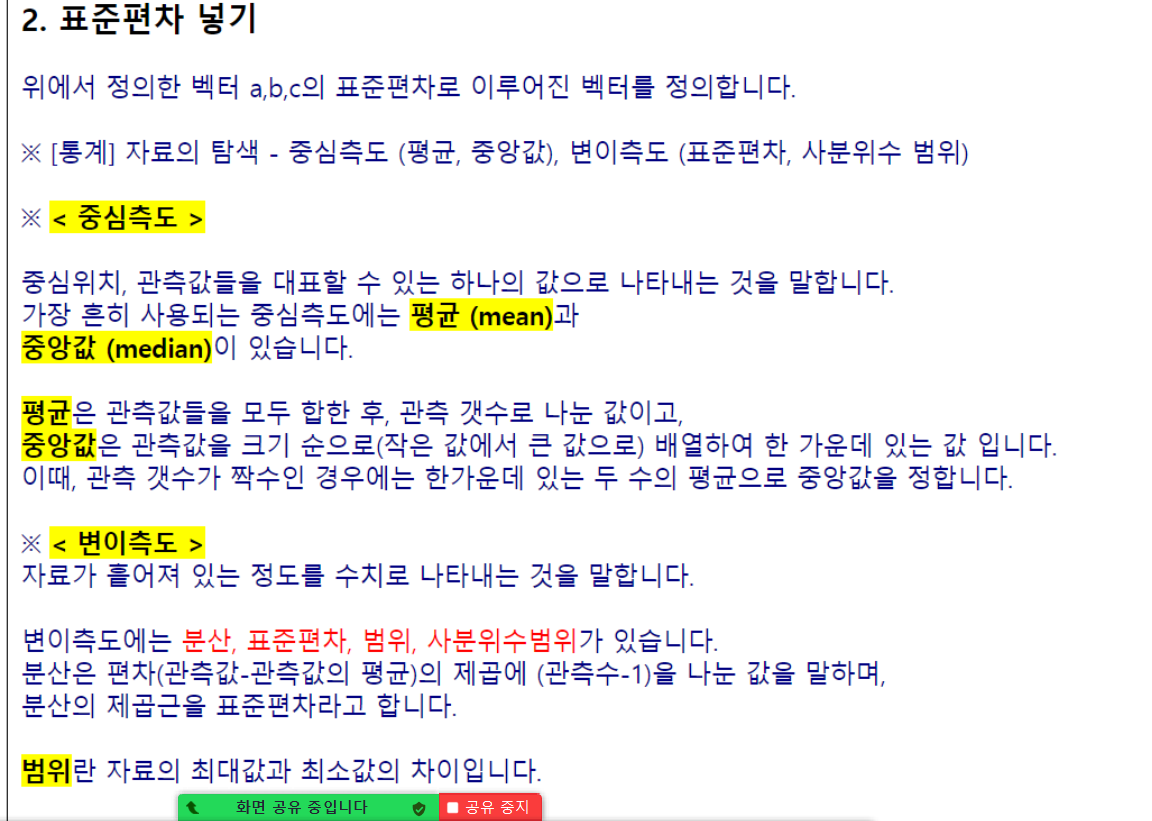 2. 표준편차 넣기
위에서 정의한 벡터 a,b,c의 표준편차로 이루어진 벡터를 정의합니다.
※ [통계] 자료의 탐색 - 중심측도 (평균, 중앙값), 변이측도 (표준편차, 사분위수 범위)
※ < 중심측도 >
중심위치, 관측값들을 대표할 수 있는 하나의 값으로 나타내는 것을 말합니다.
가장 흔히 사용되는 중심측도에는 평균 (mean)과
중앙값 (median)이 있습니다.
평균은 관측값들을 모두 합한 후, 관측 갯수로 나눈 값이고,
중앙값은 관측값을 크기 순으로(작은 값에서 큰 값으로) 배열하여 한 가운데 있는 값 입니다.
이때, 관측 갯수가 짝수인 경우에는 한가운데 있는 두 수의 평균으로 중앙값을 정합니다.
※ < 변이측도 >
자료가 흩어져 있는 정도를 수치로 나타내는 것을 말합니다.
변이측도에는 분산, 표준편차, 범위, 사분위수범위가 있습니다.
분산은 편차(관측값-관측값의 평균)의 제곱에 (관측수-1)을 나눈 값을 말하며,
분산의 제곱근을 표준편차라고 합니다.
범위란 자료의 최대값과 최소값의 차이입니다.
화면 공유 중입니다 공유 중지